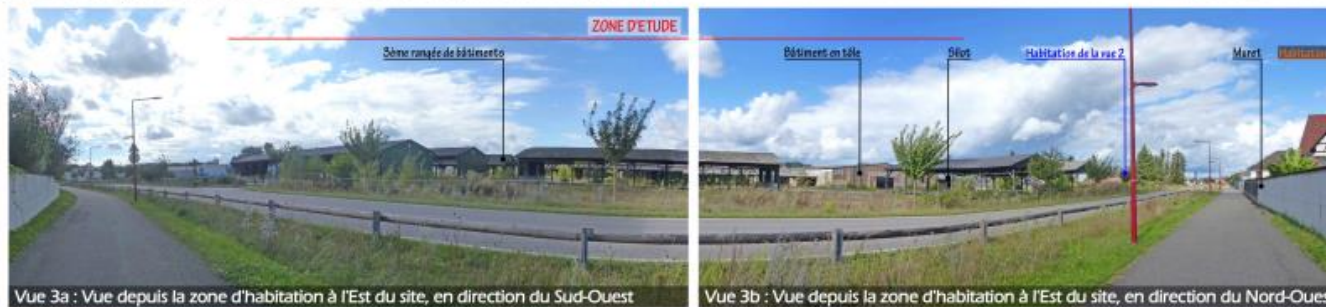 ZONE D'ETUDE
3ème rangée de bâtiments
Vue 3a : Vue depuis la zone d'habitation à l'Est du site, en direction du Sud-Ouest
Bâtiment en tôle
Silot
Habitation de la vue 2
Muret
Vue 3b : Vue depuis la zone d'habitation à l'Est du site, en direction du Nord-Oues